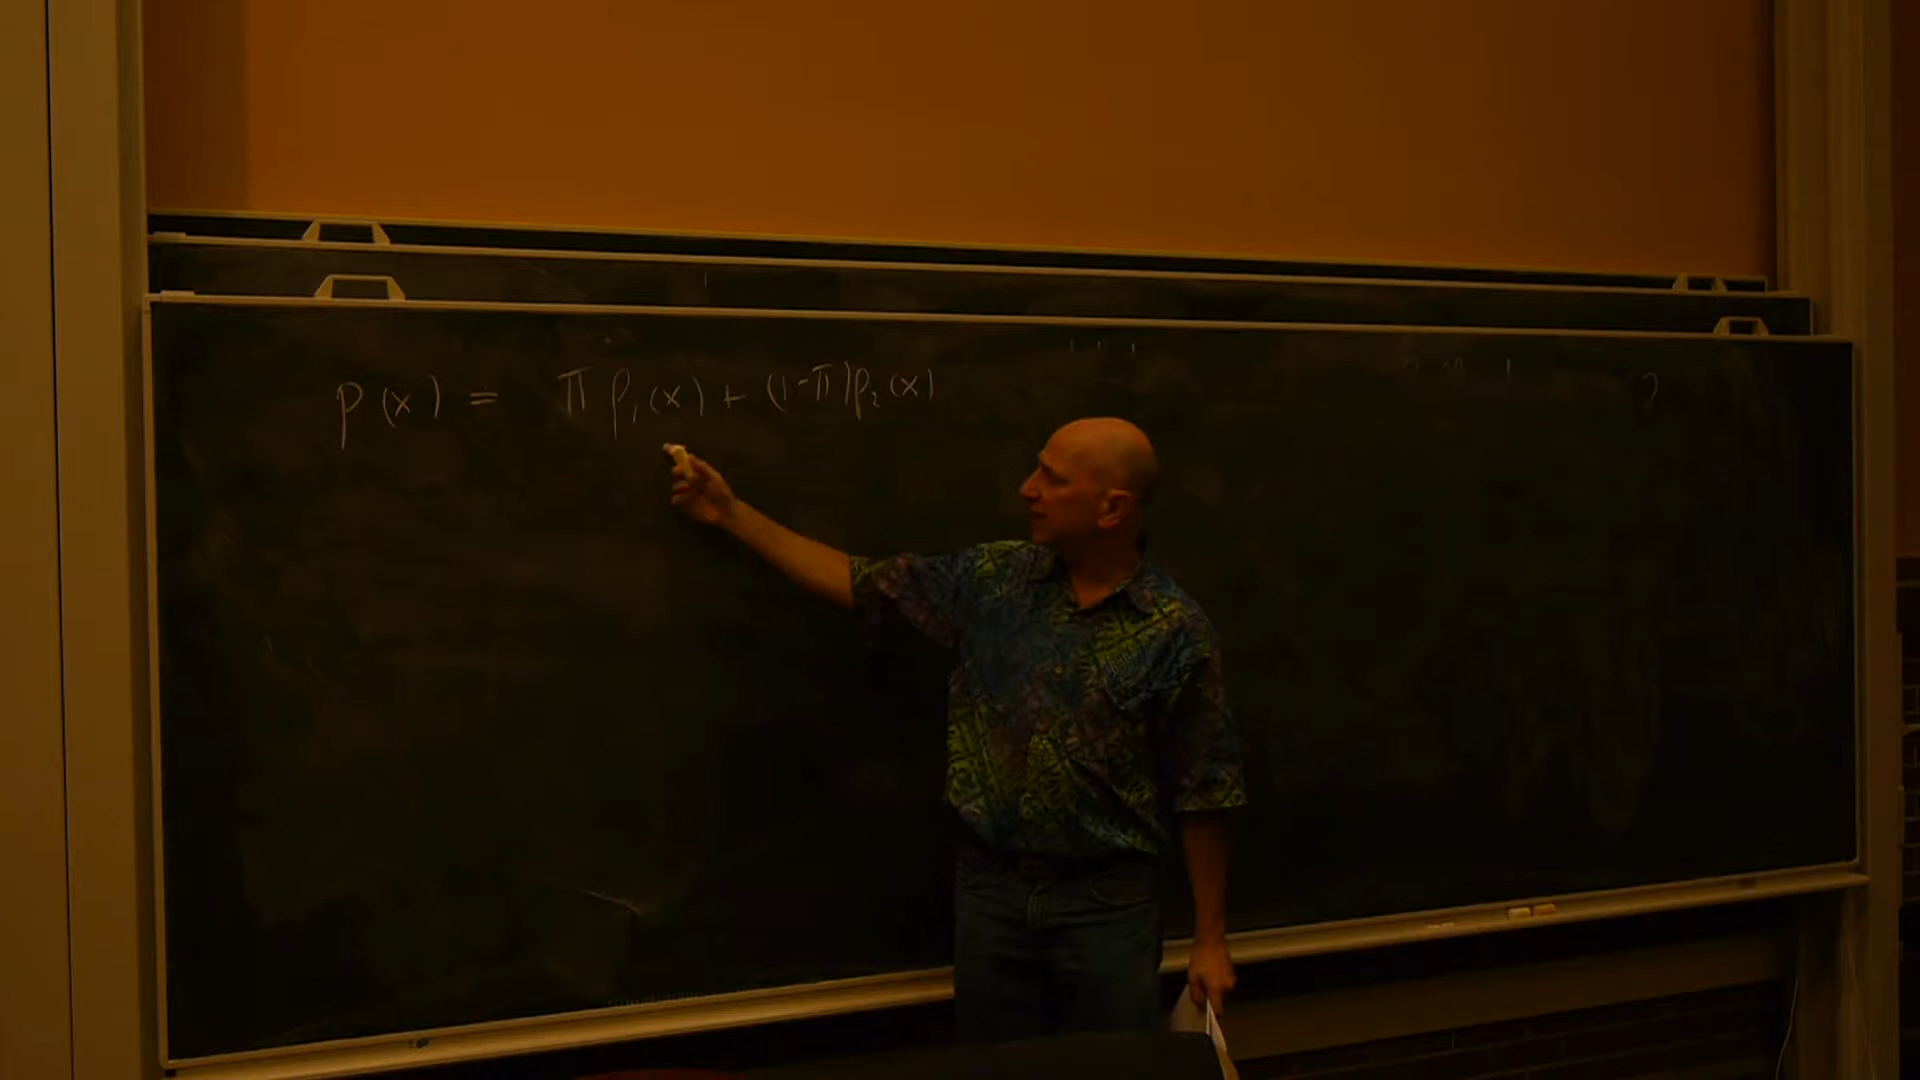 p(x) = π p₁(x) + (1-π)p₂(x)